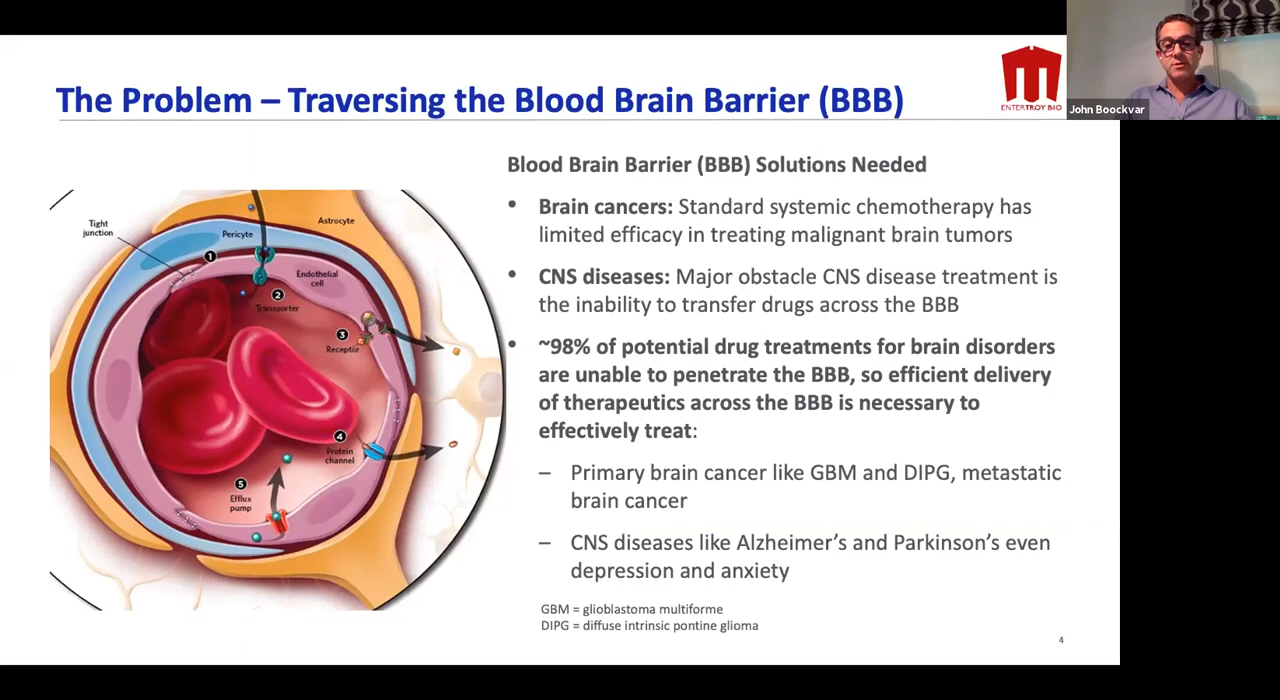 The Problem – Traversing the Blood Brain Barrier (BBB)
ENTERTROY BIO
John Boockvar
Blood Brain Barrier (BBB) Solutions Needed
• Brain cancers: Standard systemic chemotherapy has
limited efficacy in treating malignant brain tumors
• CNS diseases: Major obstacle CNS disease treatment is
the inability to transfer drugs across the BBB
• ~98% of potential drug treatments for brain disorders
are unable to penetrate the BBB, so efficient delivery
of therapeutics across the BBB is necessary to
effectively treat:
– Primary brain cancer like GBM and DIPG, metastatic
brain cancer
– CNS diseases like Alzheimer’s and Parkinson’s even
depression and anxiety
GBM = glioblastoma multiforme
DIPG = diffuse intrinsic pontine glioma
4
Tight
junction
Astrocyte
Pericyte
1
Endothelial
cell
2
Transporter
3
Receptor
4
Protein
channel
5
Efflux
pump